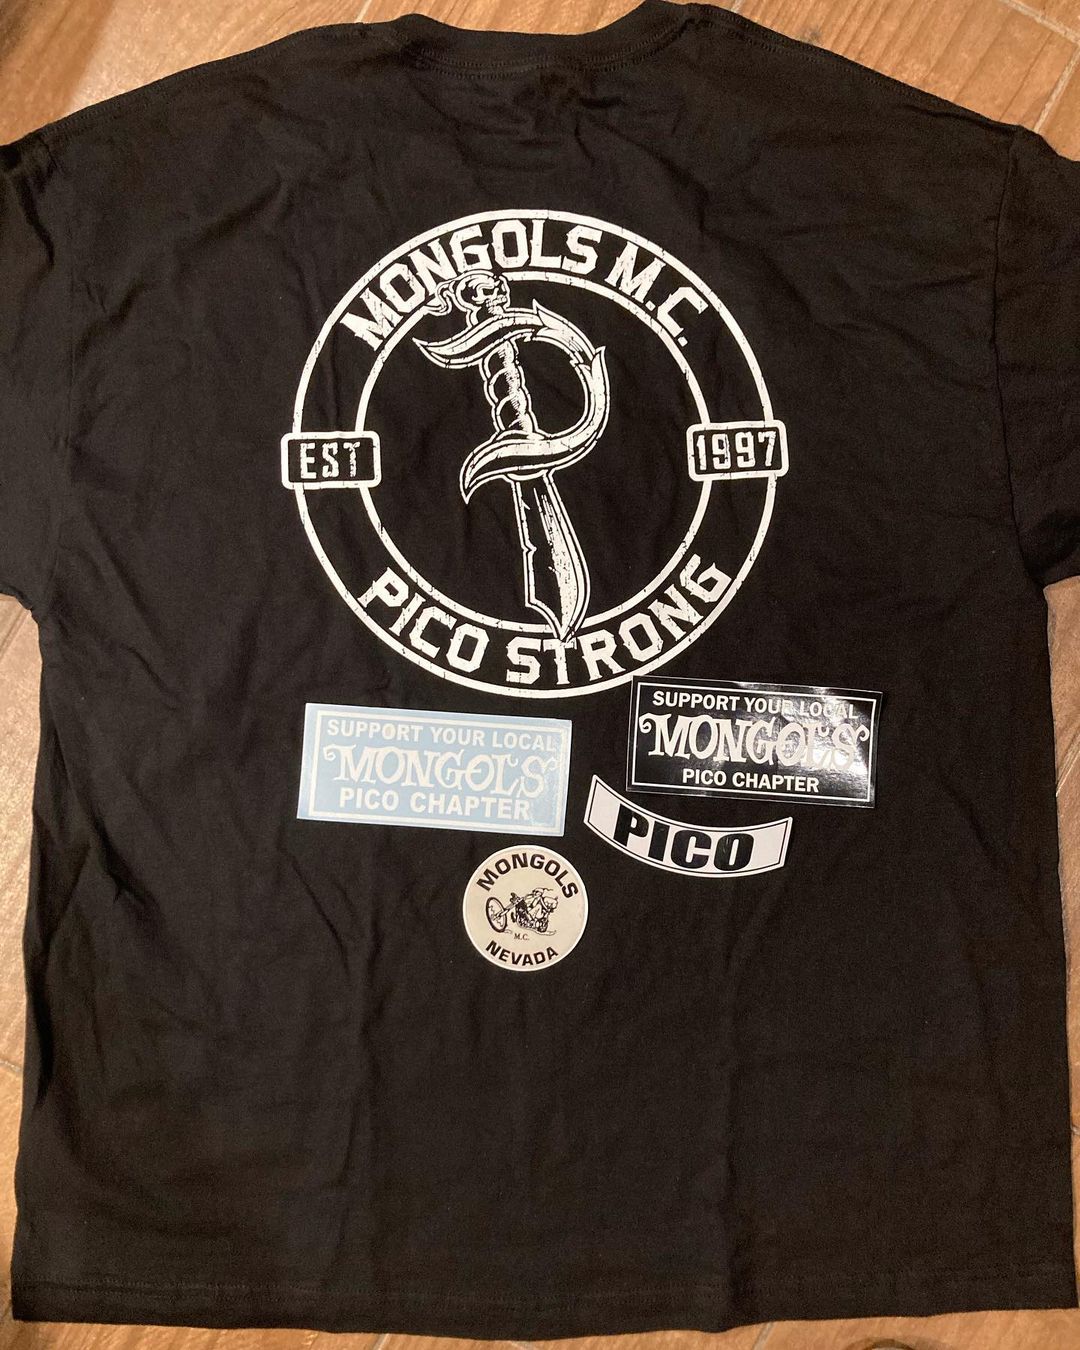 MONGOLS M.C.
EST
1997
PICO STRONG
SUPPORT YOUR LOCAL
MONGOLS
PICO CHAPTER
SUPPORT YOUR LOCAL
MONGOLS
PICO CHAPTER
PICO
MONGOLS
M.C.
NEVADA